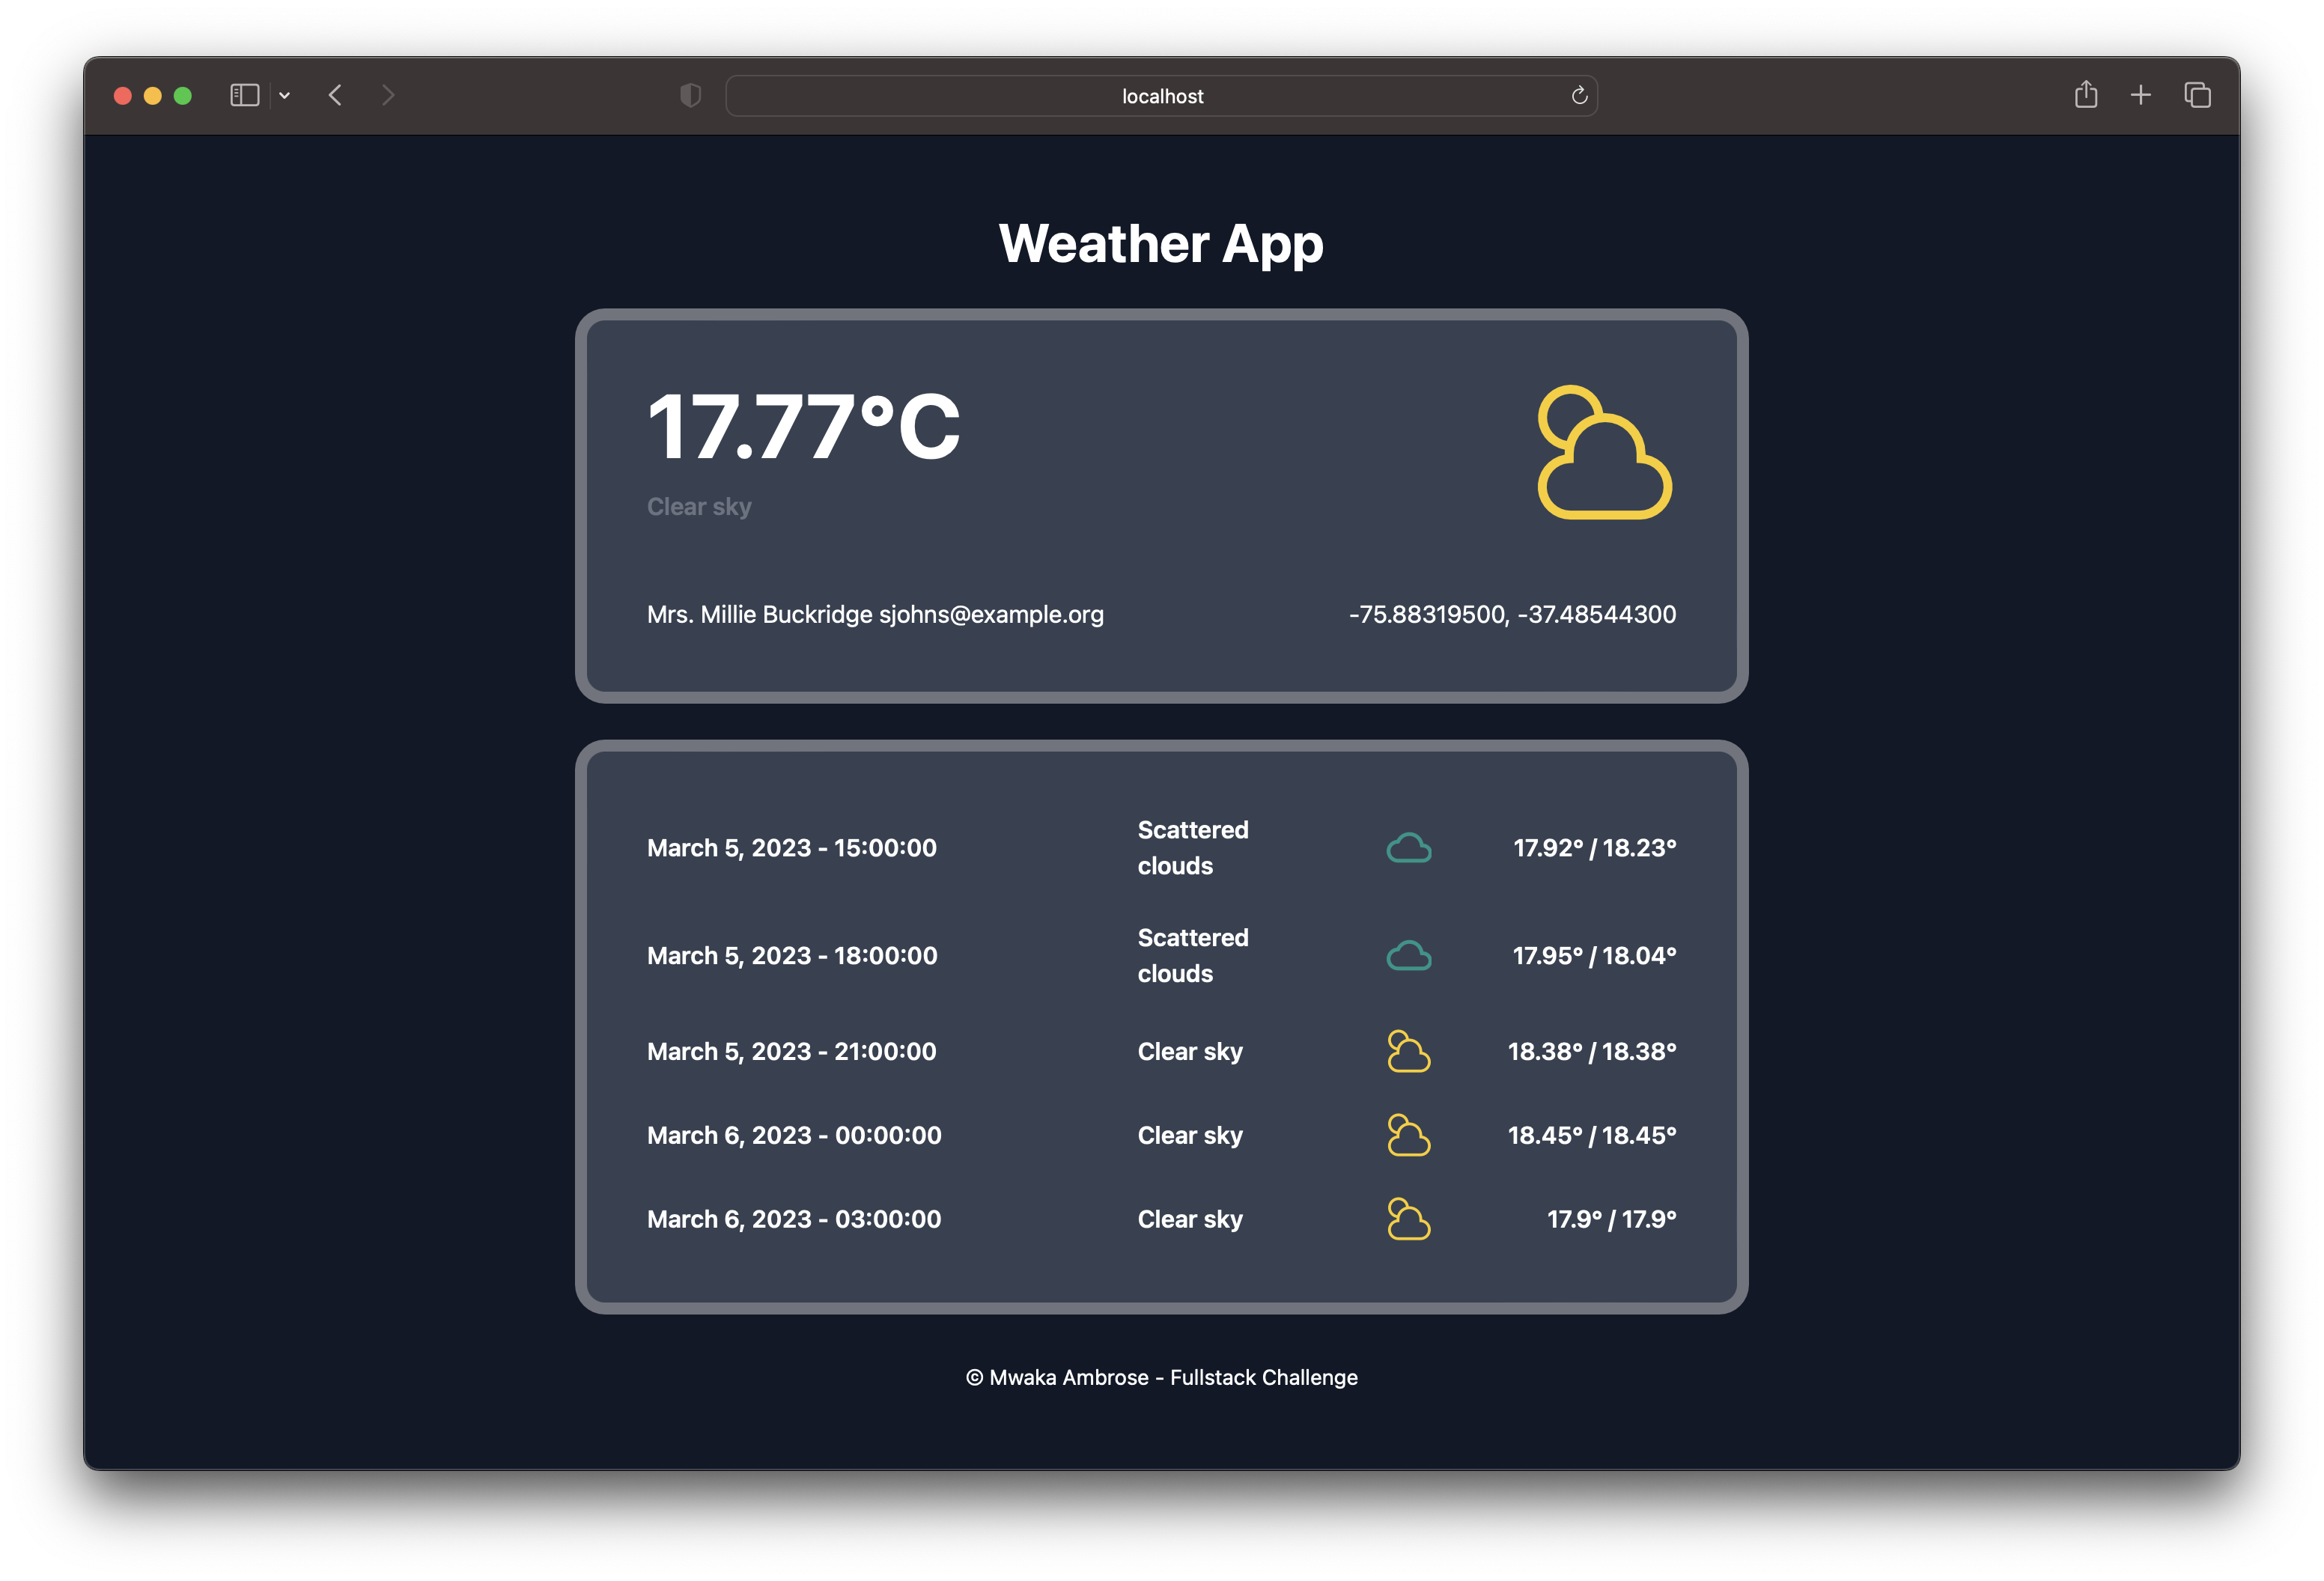 localhost
Weather App
17.77°C
Clear sky
Mrs. Millie Buckridge sjohns@example.org
-75.88319500, -37.48544300
March 5, 2023 - 15:00:00
Scattered
clouds
17.92° / 18.23°
March 5, 2023 - 18:00:00
Scattered
clouds
17.95° / 18.04°
March 5, 2023 - 21:00:00
Clear sky
18.38° / 18.38°
March 6, 2023 - 00:00:00
Clear sky
18.45° / 18.45°
March 6, 2023 - 03:00:00
Clear sky
17.9° / 17.9°
© Mwaka Ambrose - Fullstack Challenge